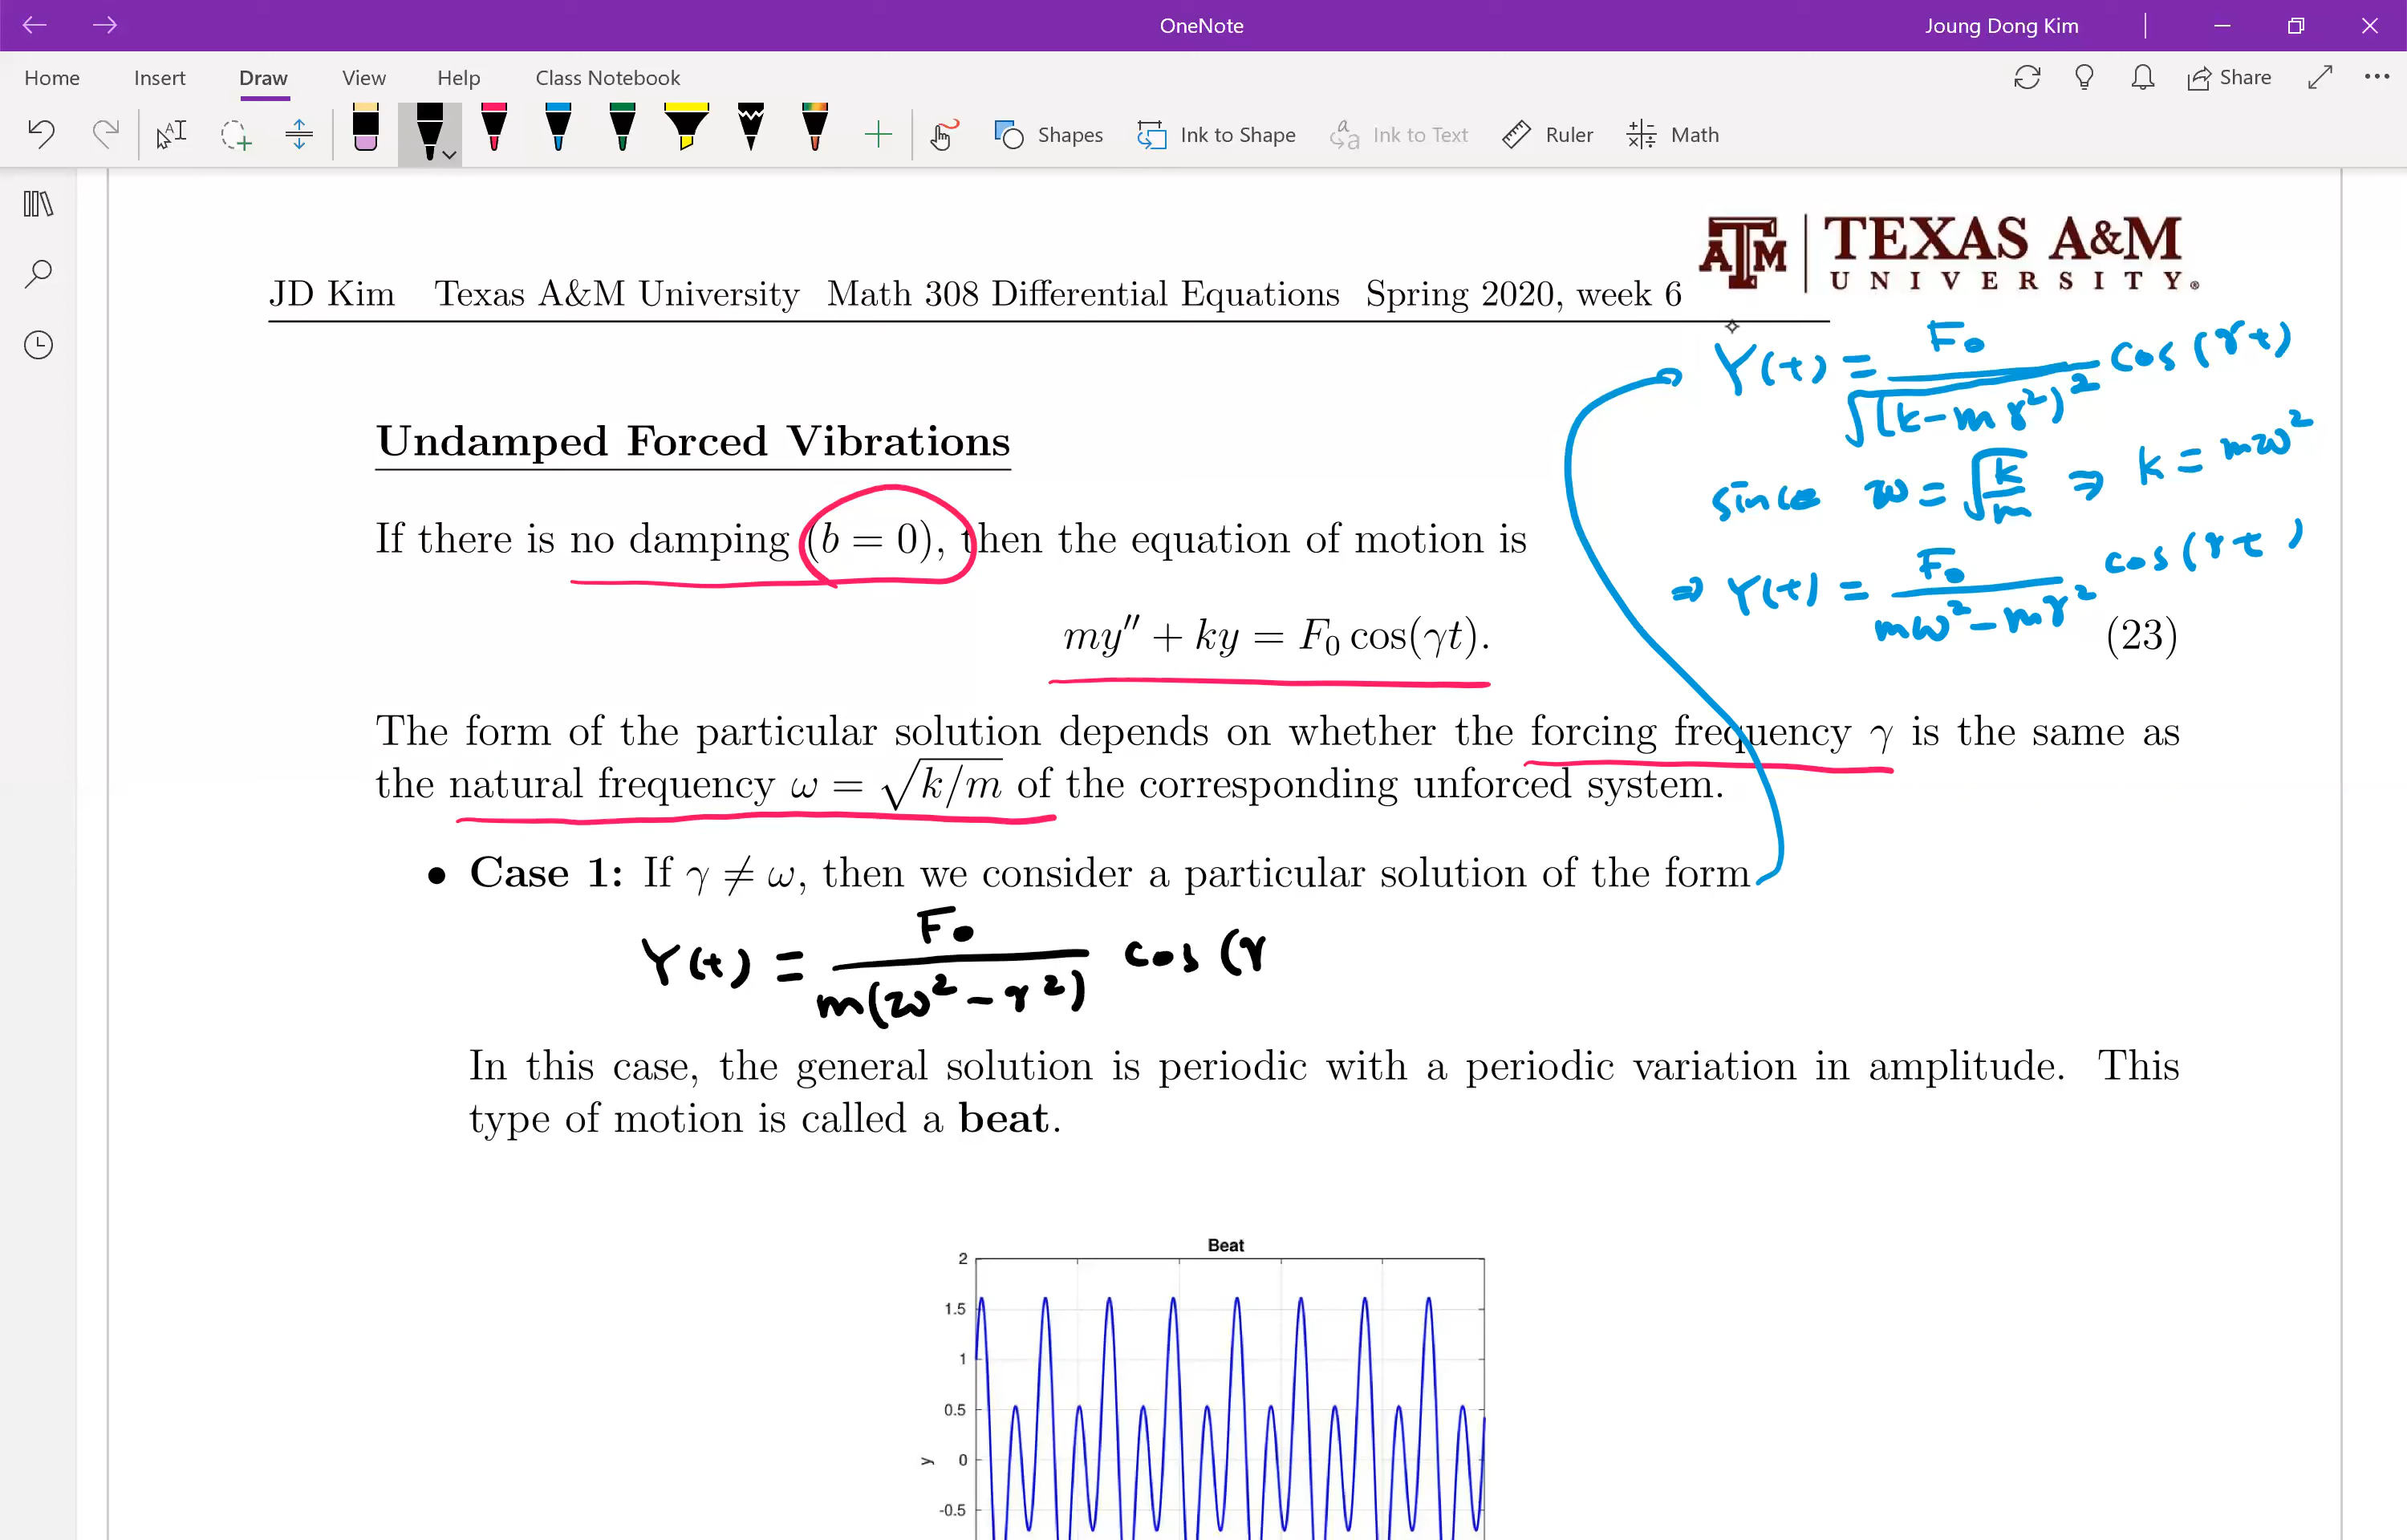 OneNote
Joung Dong Kim
Home Insert Draw View Help Class Notebook
Share
Shapes Ink to Shape Ink to Text Ruler Math
TEXAS A&M
UNIVERSITY®
JD Kim Texas A&M University Math 308 Differential Equations Spring 2020, week 6
Y(t) = F₀ / √((k-mγ²)²) cos(γt)
since ω = √(k/m) ⇒ k = mω²
⇒ Y(t) = F₀ / (mω² - mγ²) cos(γt)
Undamped Forced Vibrations
If there is no damping (b = 0), then the equation of motion is
my″ + ky = F₀ cos(γt). (23)
The form of the particular solution depends on whether the forcing frequency γ is the same as
the natural frequency ω = √(k/m) of the corresponding unforced system.
• Case 1: If γ ≠ ω, then we consider a particular solution of the form
Y(t) = F₀ / (m(ω² - γ²)) cos (γ
In this case, the general solution is periodic with a periodic variation in amplitude. This
type of motion is called a beat.
Beat
2
1.5
1
0.5
y 0
-0.5